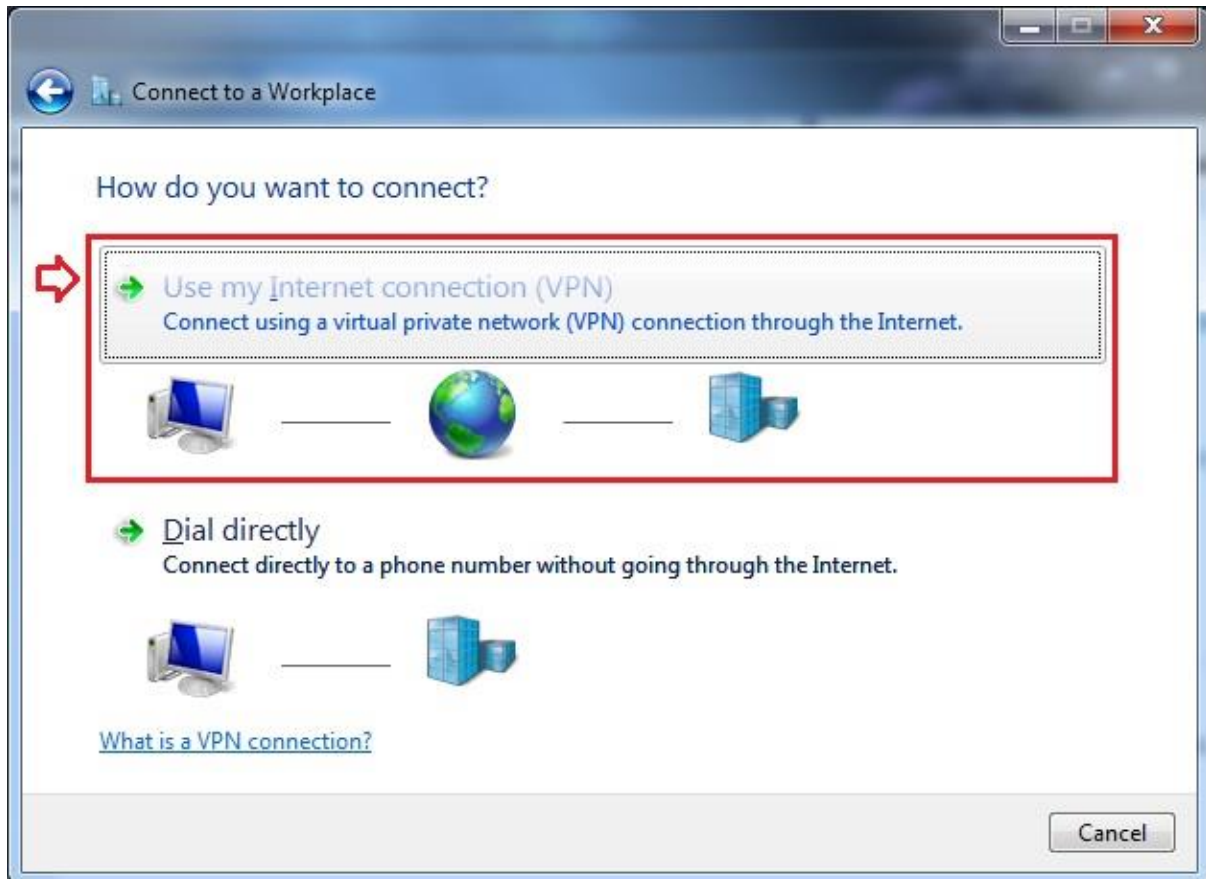 Connect to a Workplace
How do you want to connect?
Use my Internet connection (VPN)
Connect using a virtual private network (VPN) connection through the Internet.
Dial directly
Connect directly to a phone number without going through the Internet.
What is a VPN connection?
Cancel